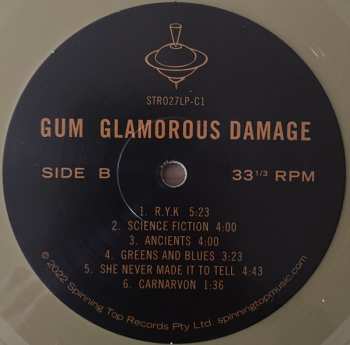 STR027LP-C1
GUM GLAMOROUS DAMAGE
SIDE B 33 1/3 RPM
1. R.Y.K 5:23
2. SCIENCE FICTION 4:00
3. ANCIENTS 4:00
4. GREENS AND BLUES 3:23
5. SHE NEVER MADE IT TO TELL 4:43
6. CARNARVON 1:36
© 2022 Spinning Top Records Pty Ltd. spinningtopmusic.com